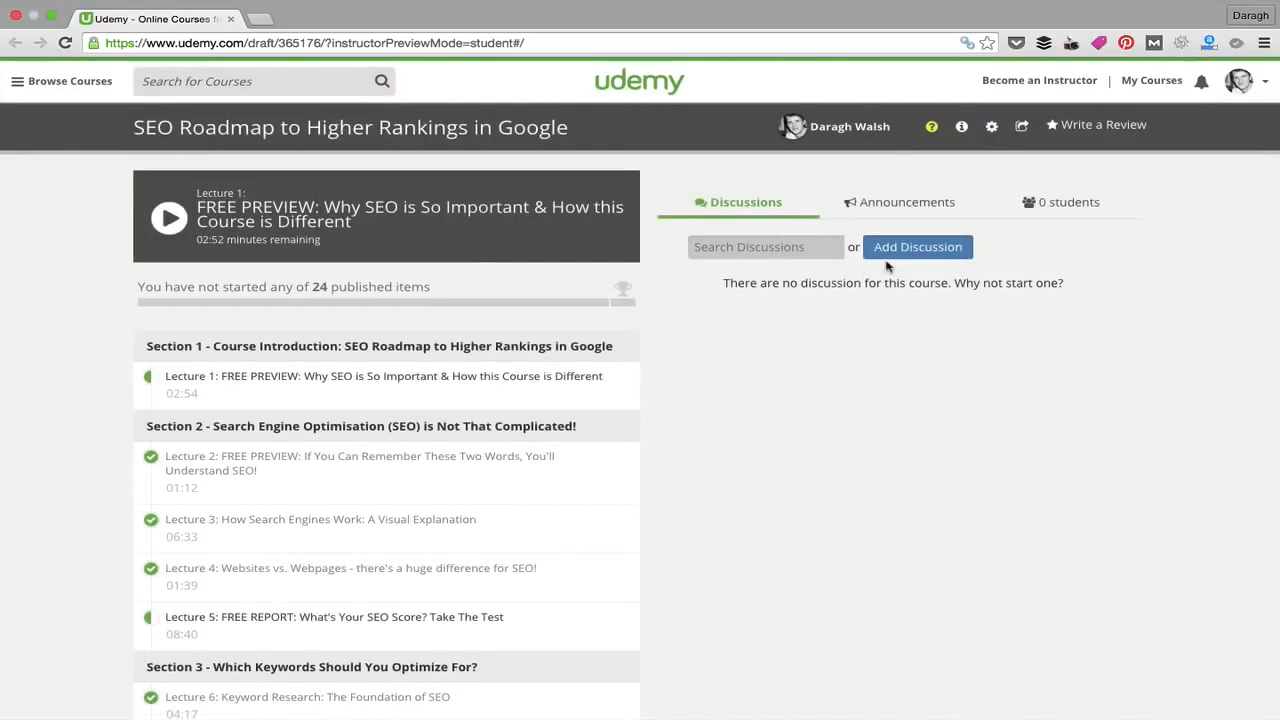 Udemy - Online Courses f
Daragh
https://www.udemy.com/draft/365176/?instructorPreviewMode=student#/
Browse Courses
Search for Courses
udemy
Become an Instructor | My Courses
SEO Roadmap to Higher Rankings in Google
Daragh Walsh
Write a Review
Lecture 1:
FREE PREVIEW: Why SEO is So Important & How this
Course is Different
02:52 minutes remaining
Discussions
Announcements
0 students
Search Discussions or Add Discussion
There are no discussion for this course. Why not start one?
You have not started any of 24 published items
Section 1 - Course Introduction: SEO Roadmap to Higher Rankings in Google
Lecture 1: FREE PREVIEW: Why SEO is So Important & How this Course is Different
02:54
Section 2 - Search Engine Optimisation (SEO) is Not That Complicated!
Lecture 2: FREE PREVIEW: If You Can Remember These Two Words, You'll
Understand SEO!
01:12
Lecture 3: How Search Engines Work: A Visual Explanation
06:33
Lecture 4: Websites vs. Webpages - there's a huge difference for SEO!
01:39
Lecture 5: FREE REPORT: What's Your SEO Score? Take The Test
08:40
Section 3 - Which Keywords Should You Optimize For?
Lecture 6: Keyword Research: The Foundation of SEO
04:17